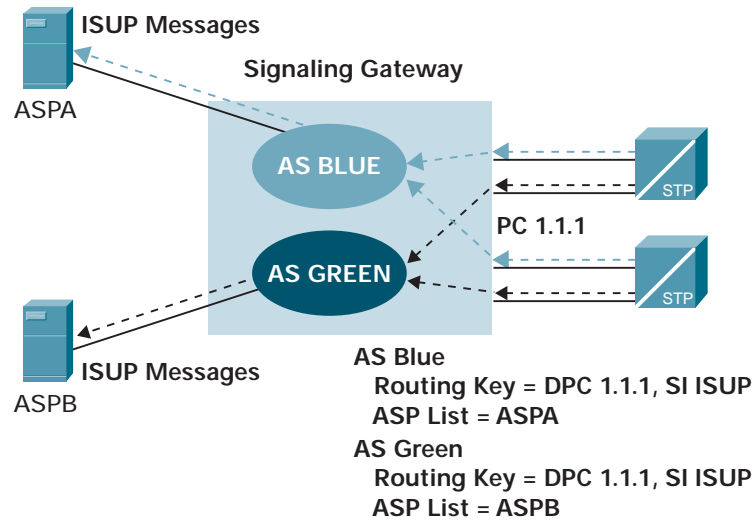 ISUP Messages
ASPA
Signaling Gateway
AS BLUE
STP
PC 1.1.1
AS GREEN
STP
ISUP Messages
ASPB
AS Blue
Routing Key = DPC 1.1.1, SI ISUP
ASP List = ASPA
AS Green
Routing Key = DPC 1.1.1, SI ISUP
ASP List = ASPB